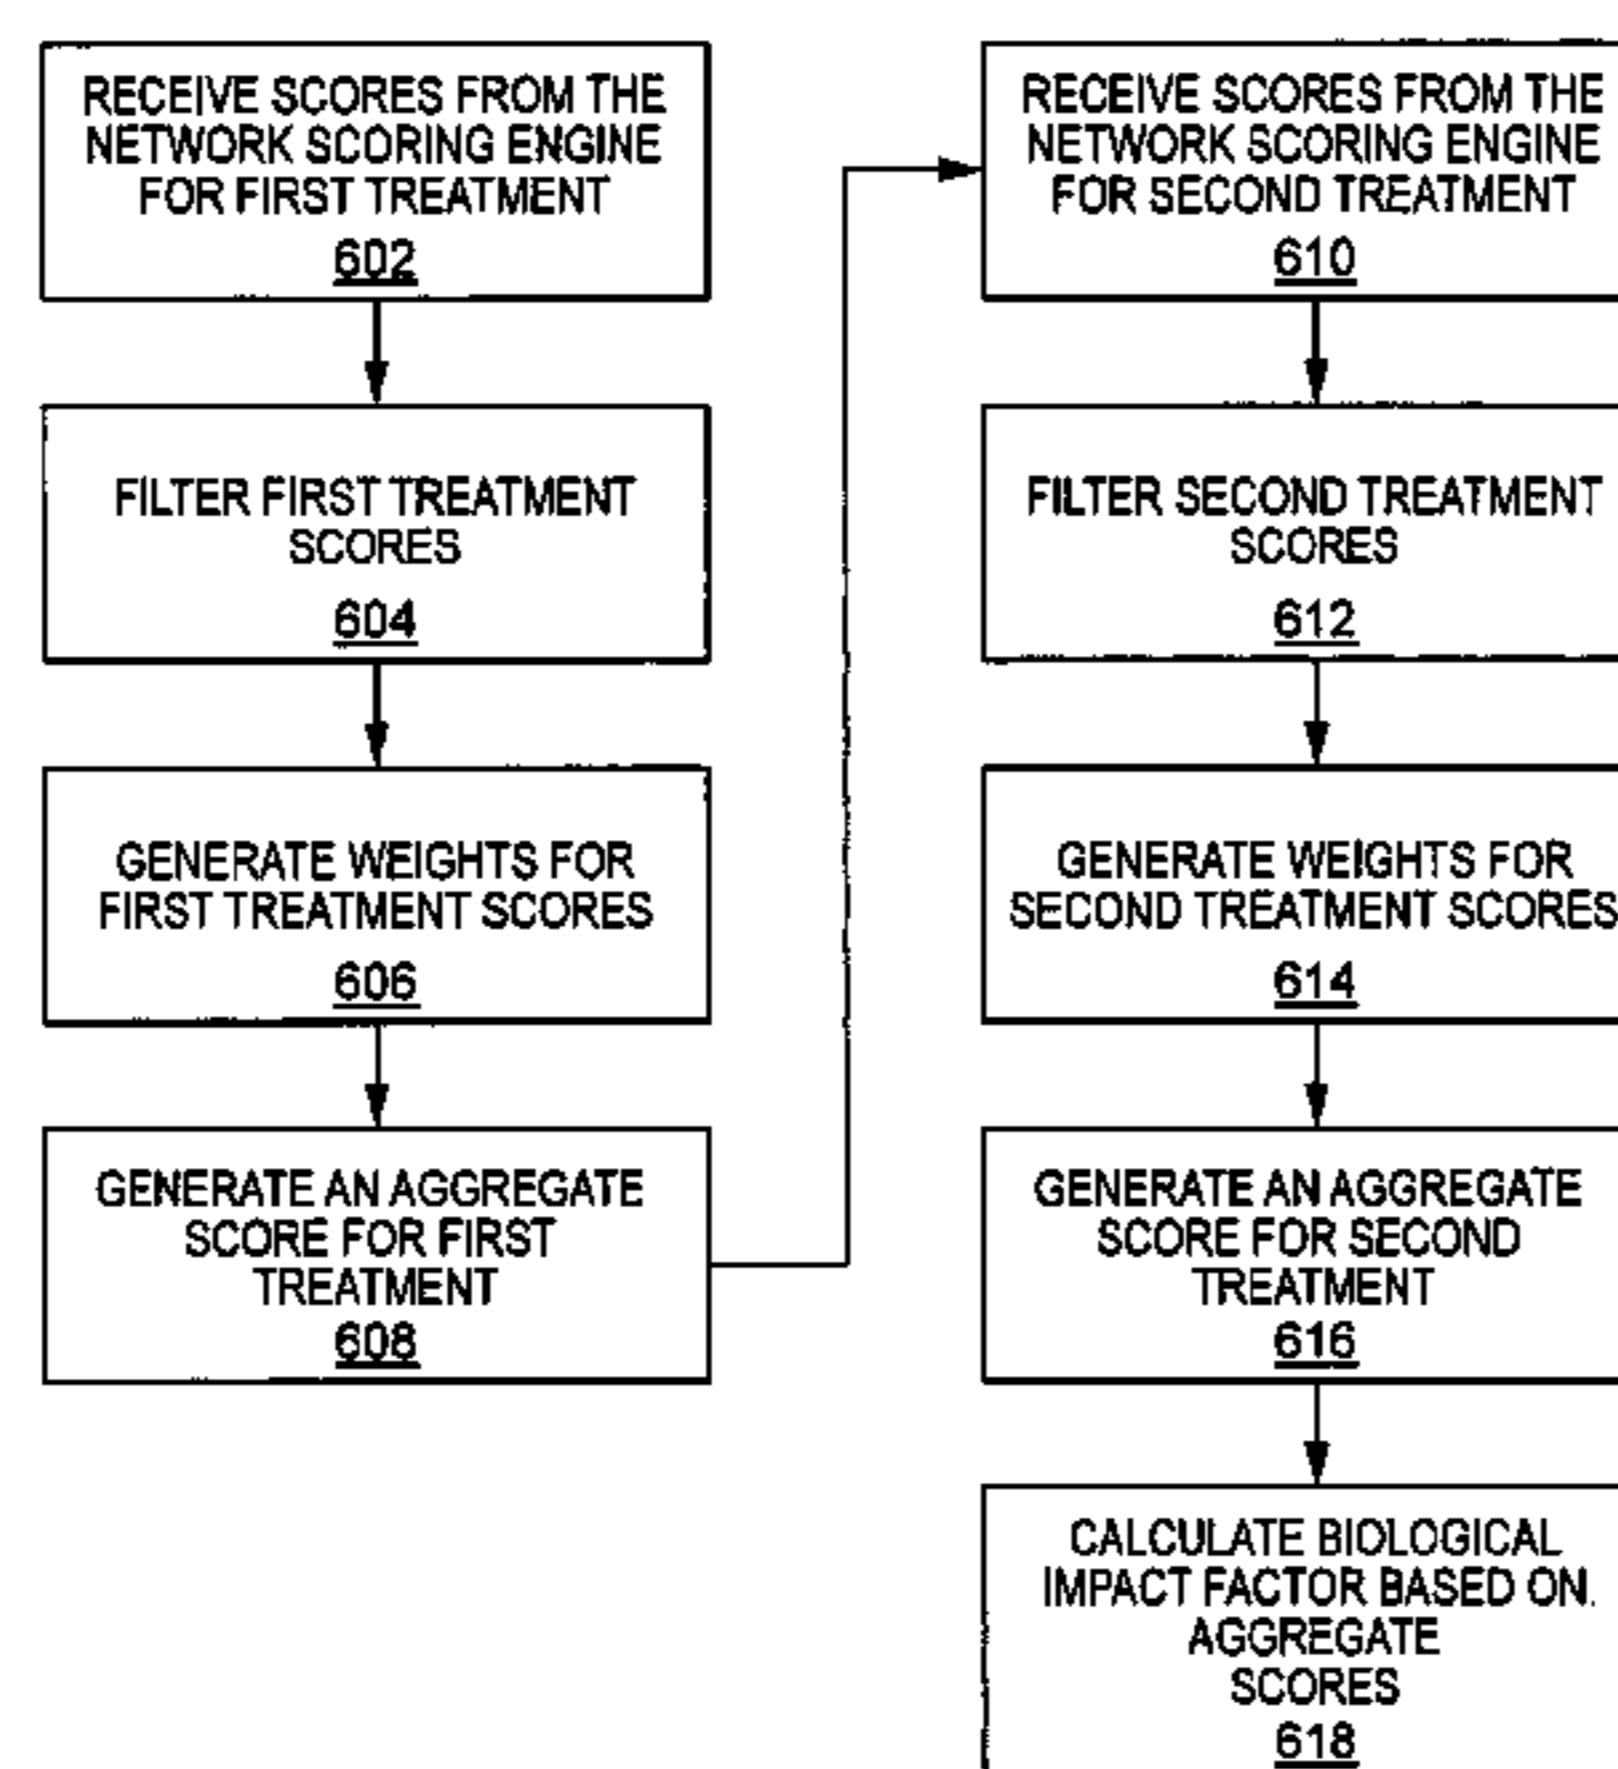 RECEIVE SCORES FROM THE
NETWORK SCORING ENGINE
FOR FIRST TREATMENT
602
FILTER FIRST TREATMENT
SCORES
604
GENERATE WEIGHTS FOR
FIRST TREATMENT SCORES
606
GENERATE AN AGGREGATE
SCORE FOR FIRST
TREATMENT
608
RECEIVE SCORES FROM THE
NETWORK SCORING ENGINE
FOR SECOND TREATMENT
610
FILTER SECOND TREATMENT
SCORES
612
GENERATE WEIGHTS FOR
SECOND TREATMENT SCORES
614
GENERATE AN AGGREGATE
SCORE FOR SECOND
TREATMENT
616
CALCULATE BIOLOGICAL
IMPACT FACTOR BASED ON
AGGREGATE
SCORES
618